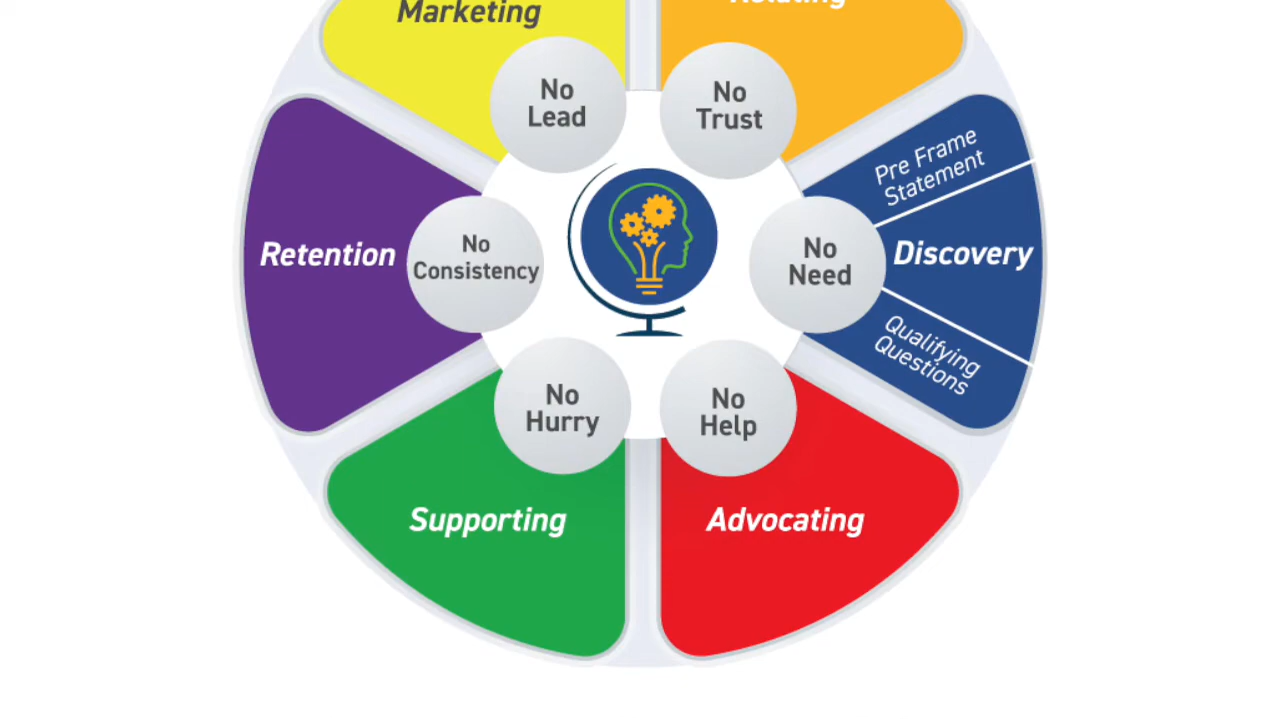 Marketing
Relating
No
Lead
No
Trust
Pre Frame
Statement
Retention
No
Consistency
No
Need
Discovery
Qualifying
Questions
No
Hurry
No
Help
Supporting
Advocating